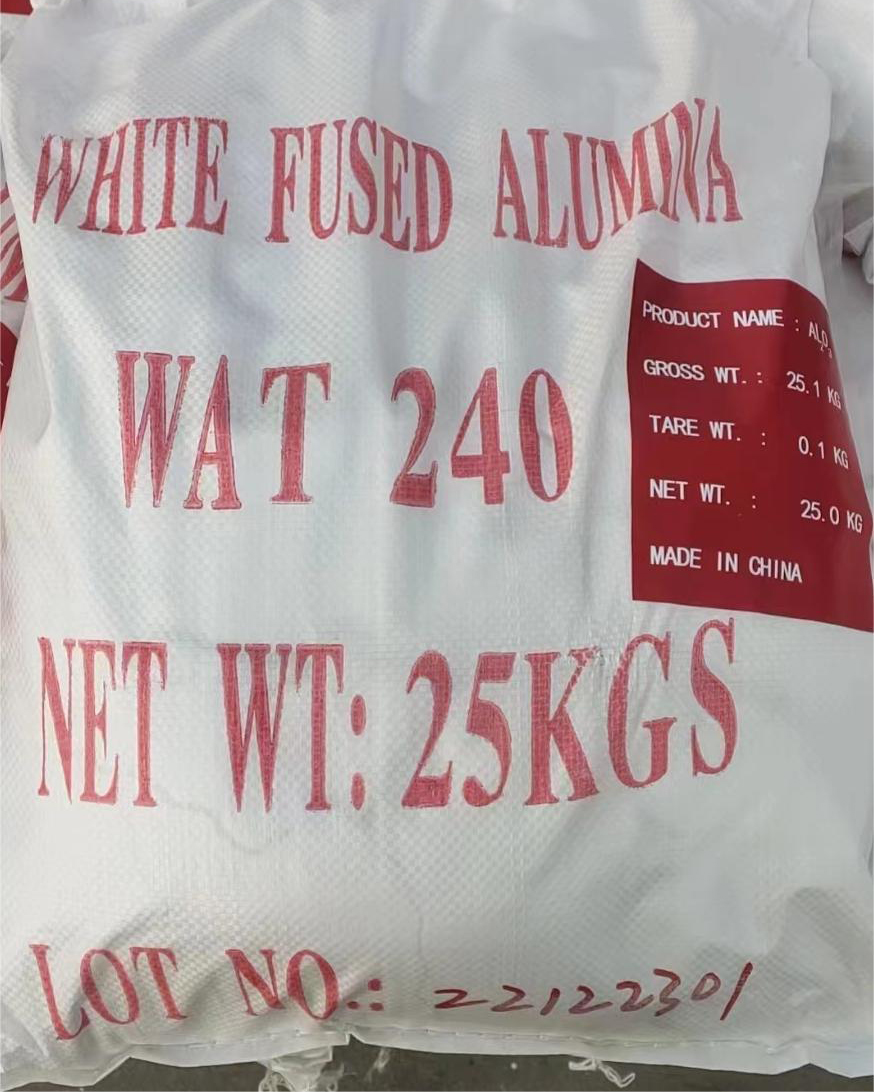 WHITE FUSED ALUMINA
WAT 240
PRODUCT NAME : AL₂O₃
GROSS WT. : 25.1 KG
TARE WT. : 0.1 KG
NET WT. : 25.0 KG
MADE IN CHINA
NET WT: 25KGS
LOT NO.: 22122301